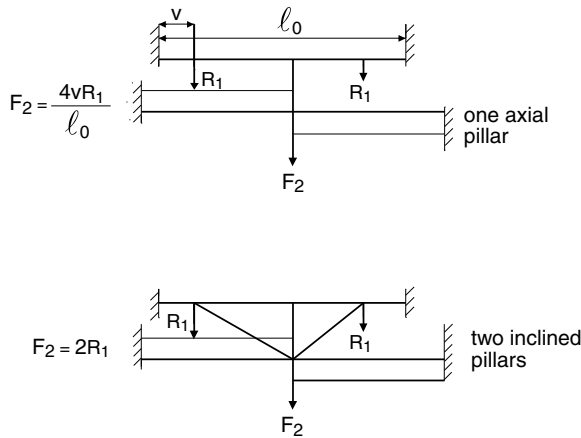 v
ℓ₀
R₁
R₁
F₂ = 4vR₁ / ℓ₀
one axial
pillar
F₂
R₁
R₁
F₂ = 2R₁
two inclined
pillars
F₂